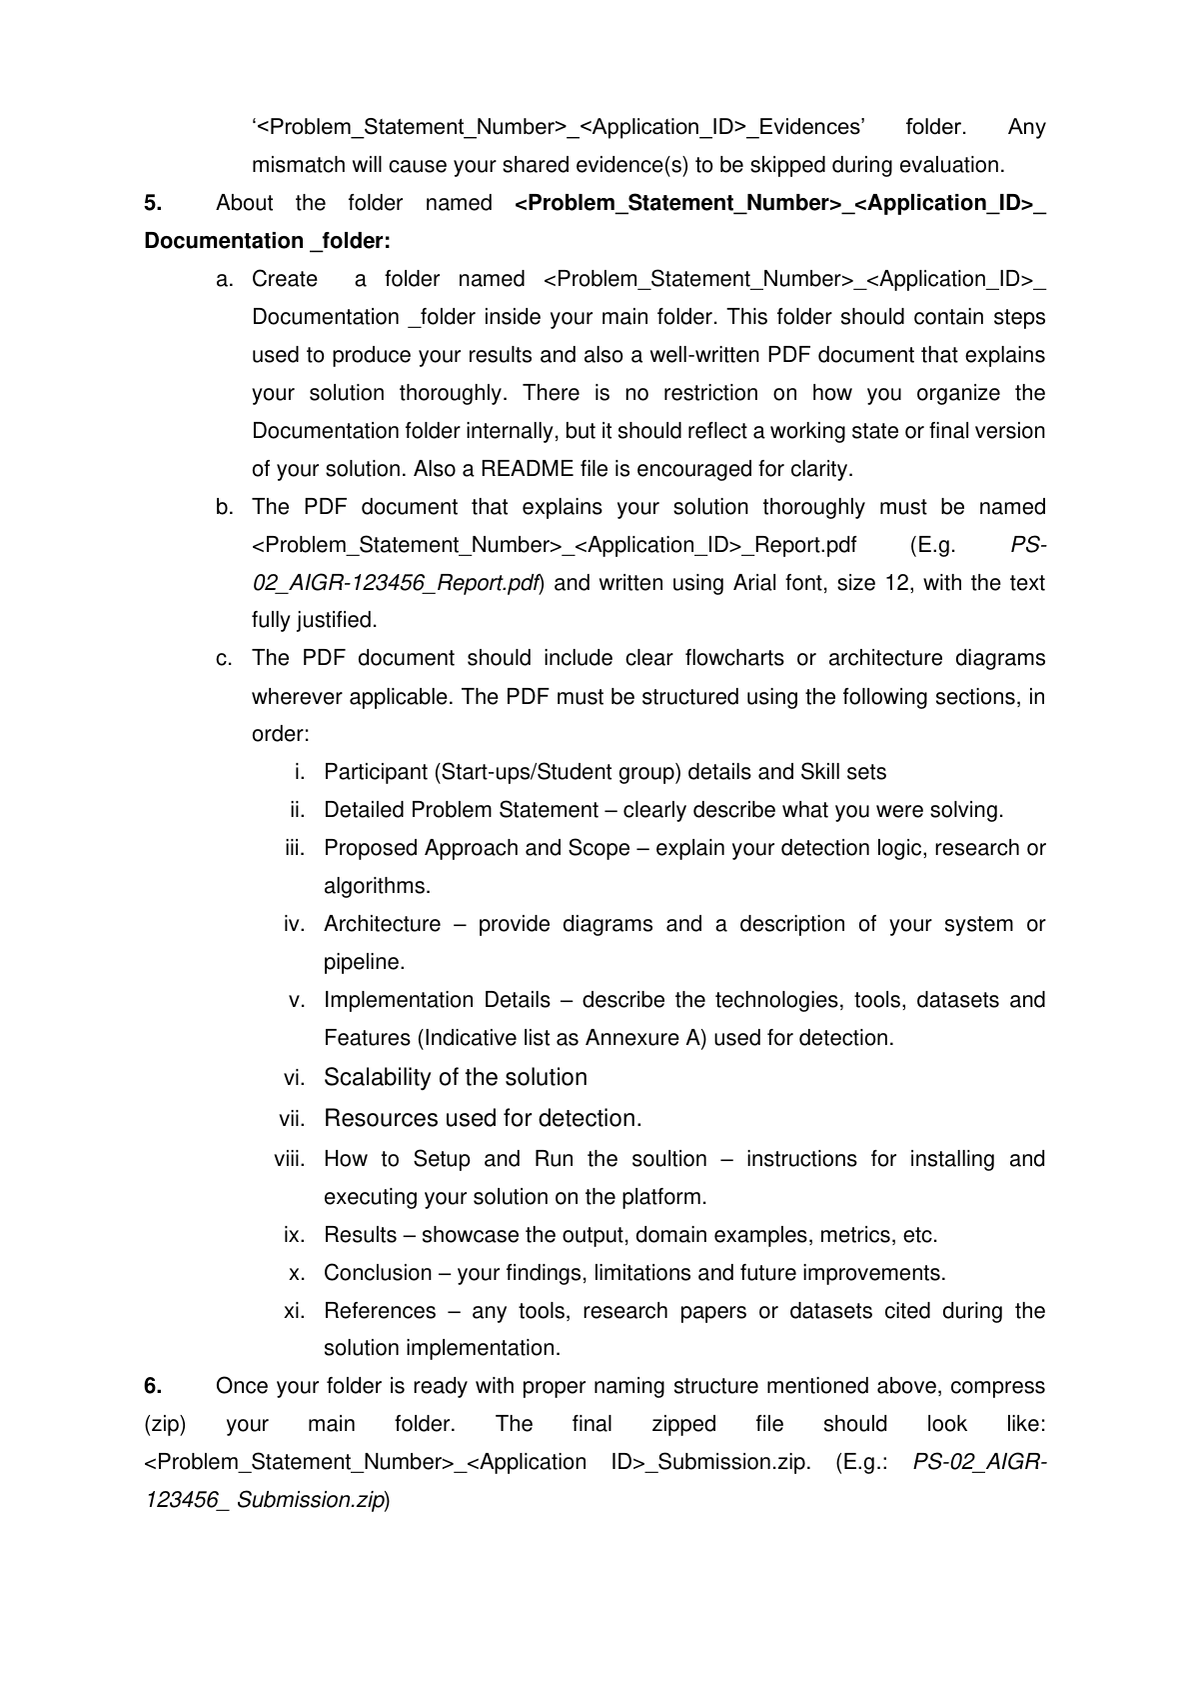 ‘<Problem_Statement_Number>_<Application_ID>_Evidences’ folder. Any
mismatch will cause your shared evidence(s) to be skipped during evaluation.
5. About the folder named <Problem_Statement_Number>_<Application_ID>_
Documentation _folder:
a. Create a folder named <Problem_Statement_Number>_<Application_ID>_
Documentation _folder inside your main folder. This folder should contain steps
used to produce your results and also a well-written PDF document that explains
your solution thoroughly. There is no restriction on how you organize the
Documentation folder internally, but it should reflect a working state or final version
of your solution. Also a README file is encouraged for clarity.
b. The PDF document that explains your solution thoroughly must be named
<Problem_Statement_Number>_<Application_ID>_Report.pdf (E.g. PS-
02_AIGR-123456_Report.pdf) and written using Arial font, size 12, with the text
fully justified.
c. The PDF document should include clear flowcharts or architecture diagrams
wherever applicable. The PDF must be structured using the following sections, in
order:
i. Participant (Start-ups/Student group) details and Skill sets
ii. Detailed Problem Statement – clearly describe what you were solving.
iii. Proposed Approach and Scope – explain your detection logic, research or
algorithms.
iv. Architecture – provide diagrams and a description of your system or
pipeline.
v. Implementation Details – describe the technologies, tools, datasets and
Features (Indicative list as Annexure A) used for detection.
vi. Scalability of the solution
vii. Resources used for detection.
viii. How to Setup and Run the soultion – instructions for installing and
executing your solution on the platform.
ix. Results – showcase the output, domain examples, metrics, etc.
x. Conclusion – your findings, limitations and future improvements.
xi. References – any tools, research papers or datasets cited during the
solution implementation.
6. Once your folder is ready with proper naming structure mentioned above, compress
(zip) your main folder. The final zipped file should look like:
<Problem_Statement_Number>_<Application ID>_Submission.zip. (E.g.: PS-02_AIGR-
123456_ Submission.zip)